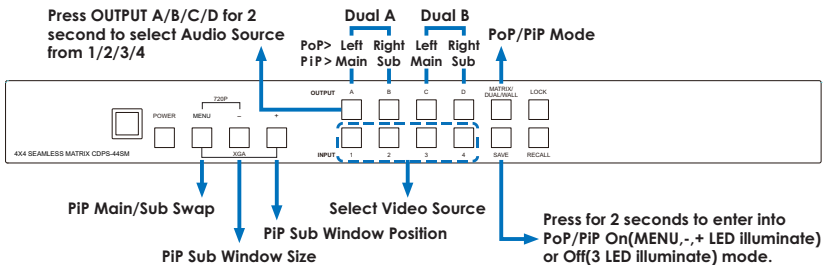 Press OUTPUT A/B/C/D for 2
second to select Audio Source
from 1/2/3/4
Dual A Dual B
PoP> Left Right Left Right
PiP> Main Sub Main Sub
PoP/PiP Mode
OUTPUT A B C D MATRIX/
DUAL/WALL LOCK
720P
POWER MENU – +
XGA
4X4 SEAMLESS MATRIX CDPS-44SM
INPUT 1 2 3 4 SAVE RECALL
PiP Main/Sub Swap
Select Video Source
PiP Sub Window Position
PiP Sub Window Size
Press for 2 seconds to enter into
PoP/PiP On(MENU,-,+ LED illuminate)
or Off(3 LED illuminate) mode.